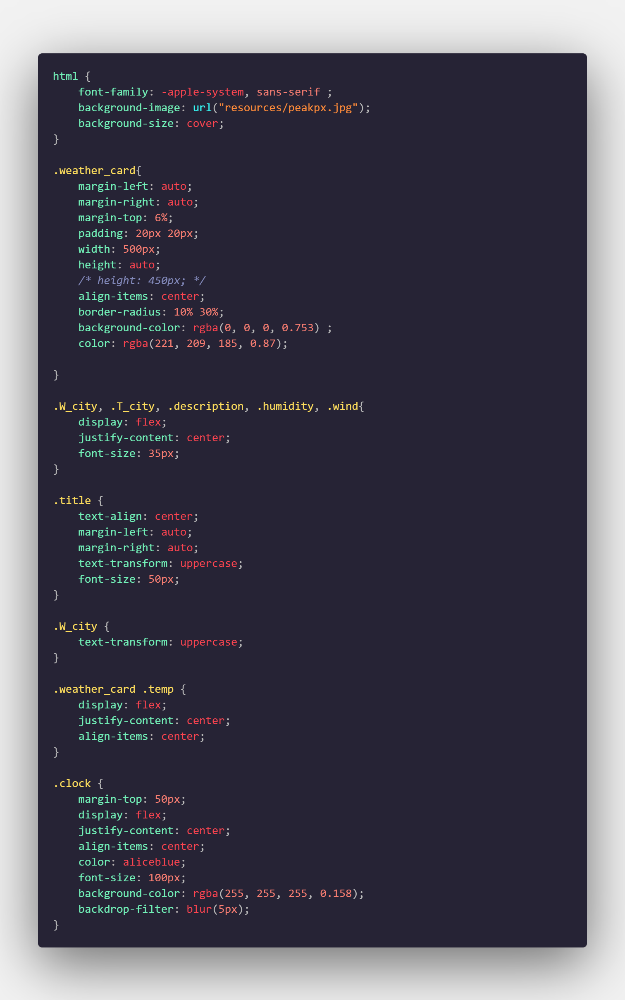 html {
    font-family: -apple-system, sans-serif ;
    background-image: url("resources/peakpx.jpg");
    background-size: cover;
}

.weather_card{
    margin-left: auto;
    margin-right: auto;
    margin-top: 6%;
    padding: 20px 20px;
    width: 500px;
    height: auto;
    /* height: 450px; */
    align-items: center;
    border-radius: 10% 30%;
    background-color: rgba(0, 0, 0, 0.753) ;
    color: rgba(221, 209, 185, 0.87);

}

.W_city, .T_city, .description, .humidity, .wind{
    display: flex;
    justify-content: center;
    font-size: 35px;
}

.title {
    text-align: center;
    margin-left: auto;
    margin-right: auto;
    text-transform: uppercase;
    font-size: 50px;
}

.W_city {
    text-transform: uppercase;
}

.weather_card .temp {
    display: flex;
    justify-content: center;
    align-items: center;
}

.clock {
    margin-top: 50px;
    display: flex;
    justify-content: center;
    align-items: center;
    color: aliceblue;
    font-size: 100px;
    background-color: rgba(255, 255, 255, 0.158);
    backdrop-filter: blur(5px);
}